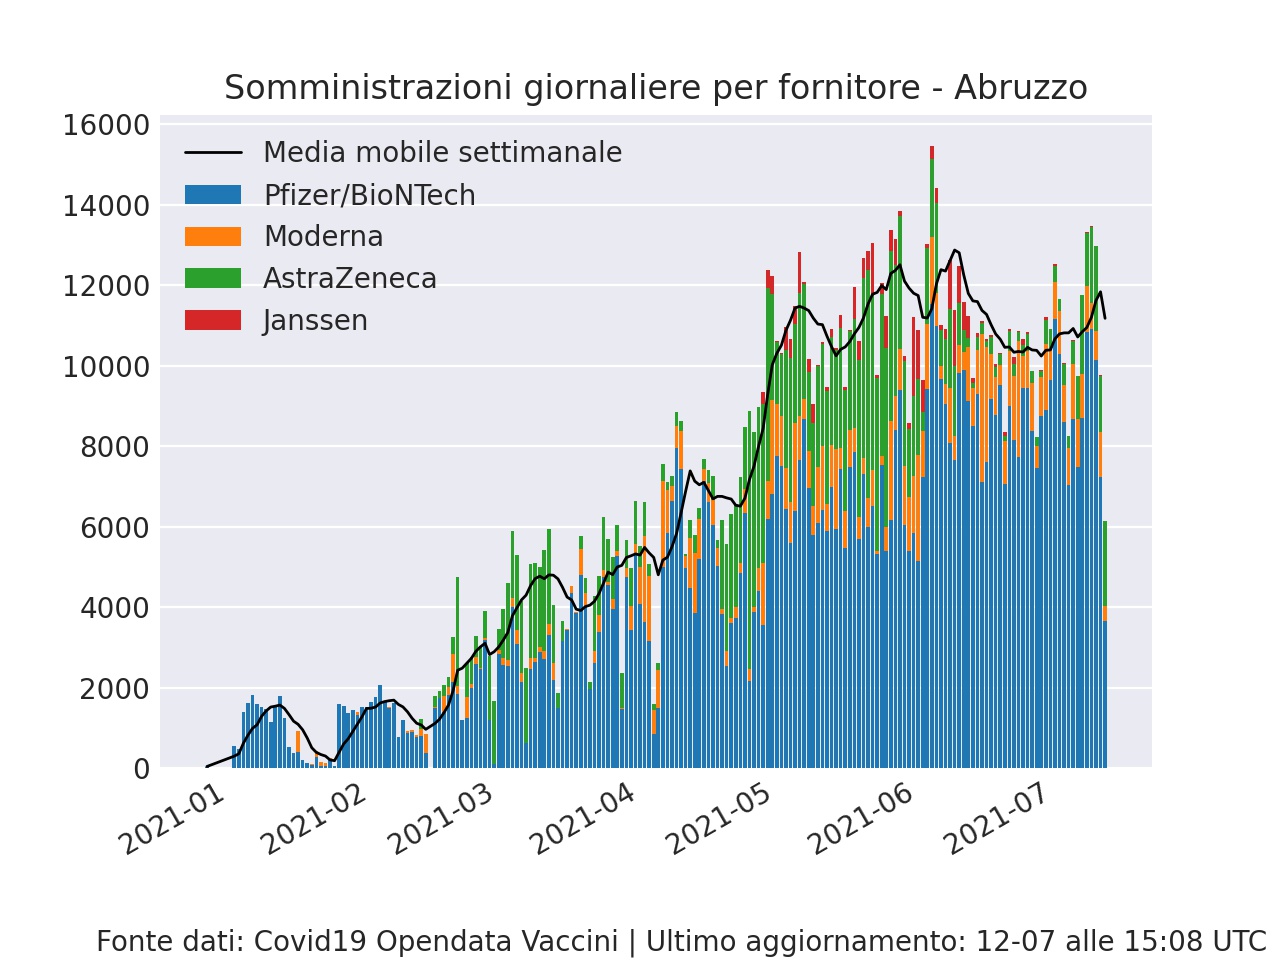 Somministrazioni giornaliere per fornitore - Abruzzo
16000
14000
12000
10000
8000
6000
4000
2000
0
Media mobile settimanale
Pfizer/BioNTech
Moderna
AstraZeneca
Janssen
2021-01
2021-02
2021-03
2021-04
2021-05
2021-06
2021-07
Fonte dati: Covid19 Opendata Vaccini | Ultimo aggiornamento: 12-07 alle 15:08 UTC